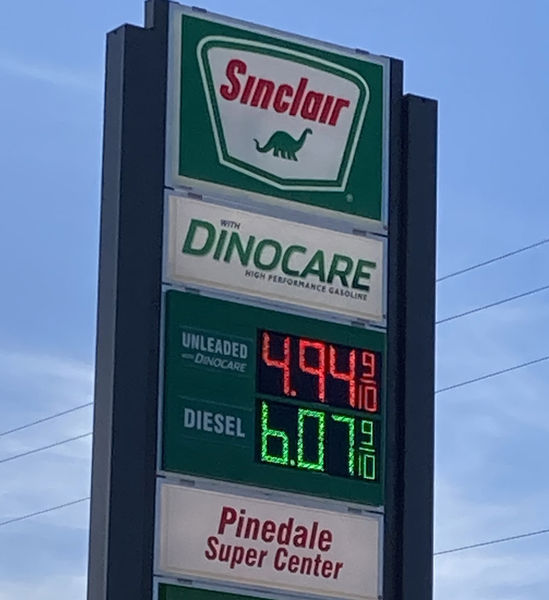 Sinclair
WITH
DINOCARE
HIGH PERFORMANCE GASOLINE
UNLEADED 4.94 9/10
WITH DINOCARE
DIESEL 6.07 9/10
Pinedale
Super Center